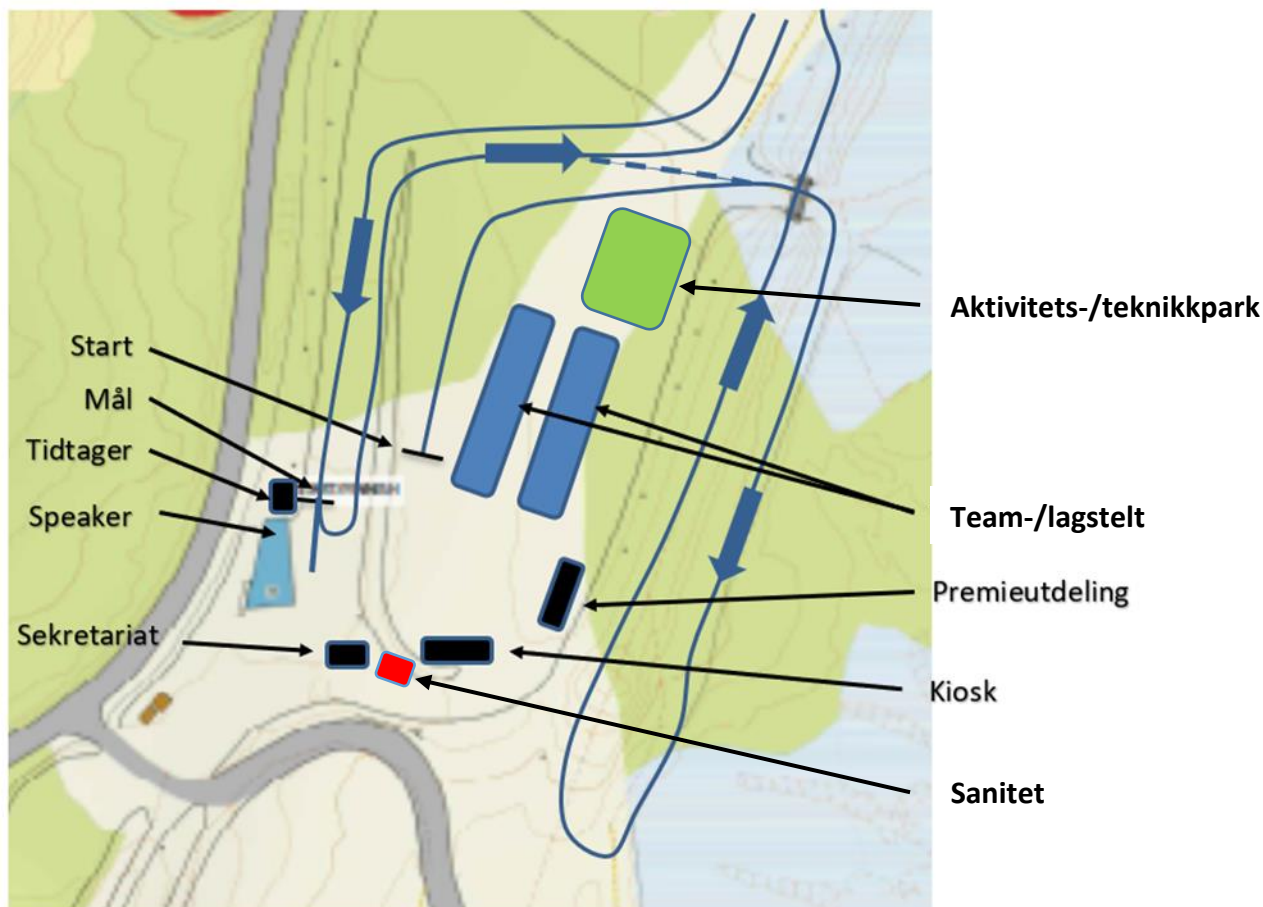 Start
Mål
Tidtager
Speaker
Sekretariat
Aktivitets-/teknikkpark
Team-/lagstelt
Premieutdeling
Kiosk
Sanitet